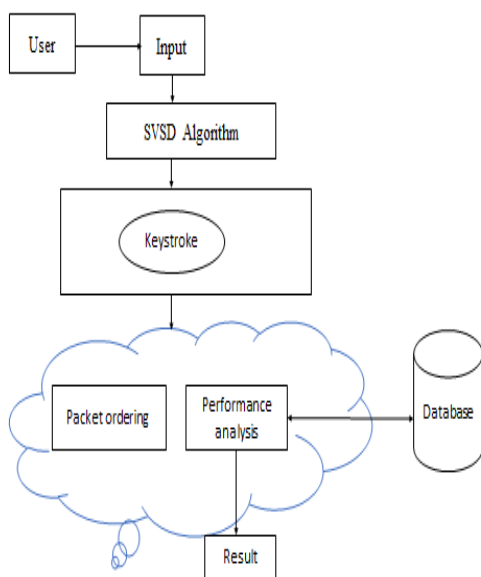 User
Input
SVSD Algorithm
Keystroke
Packet ordering
Performance
analysis
Database
Result